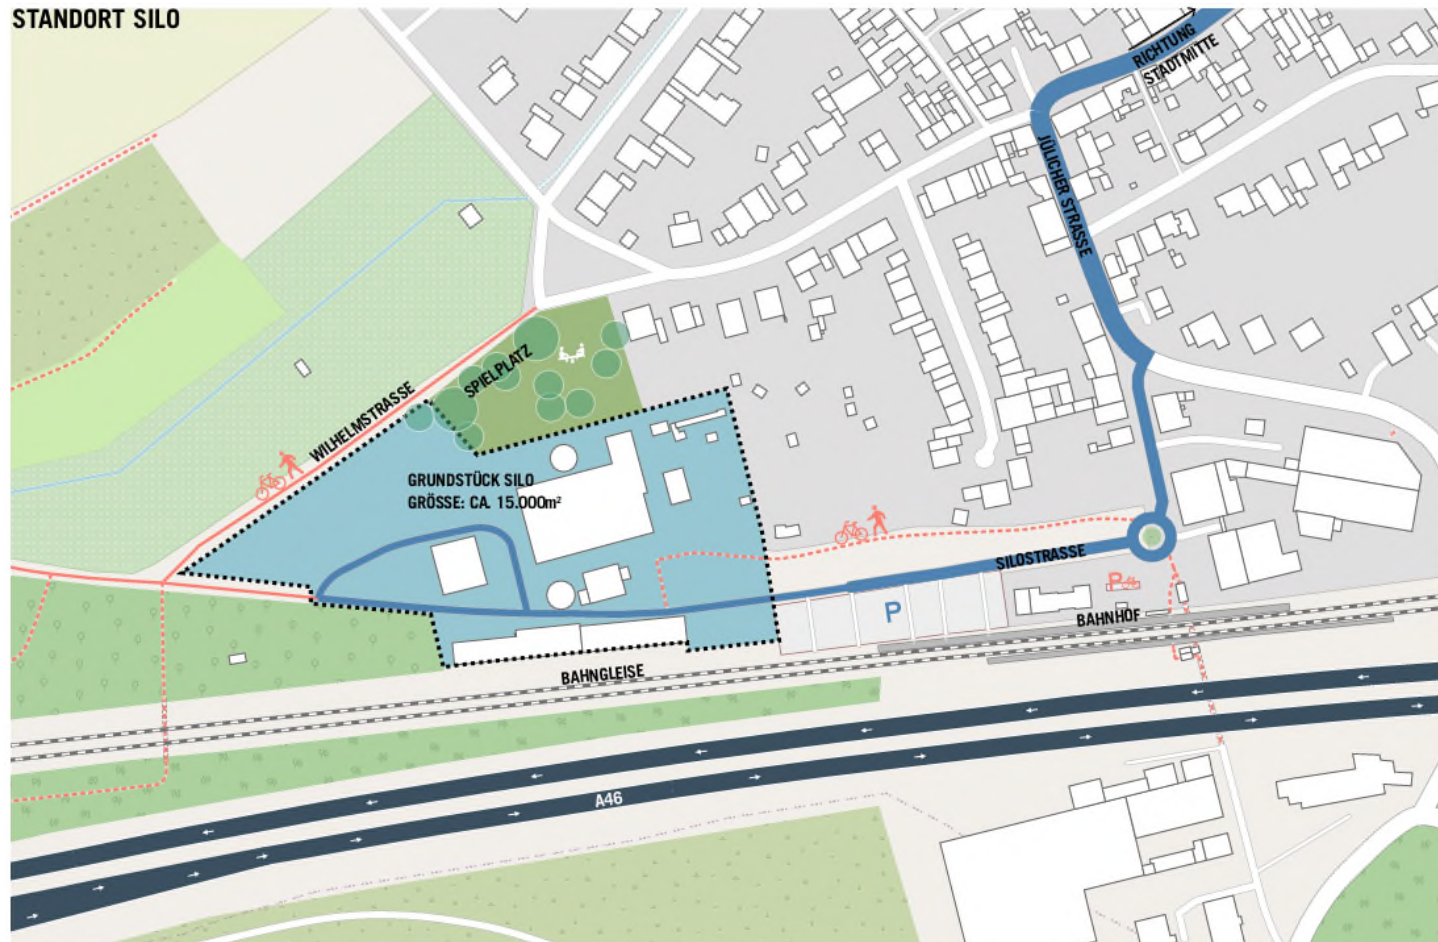 STANDORT SILO
RICHTUNG
STADTMITTE
JÜLICHER STRASSE
SPIELPLATZ
WILHELMSTRASSE
GRUNDSTÜCK SILO
GRÖSSE: CA. 15.000m²
SILOSTRASSE
P
P
BAHNHOF
BAHNGLEISE
A46